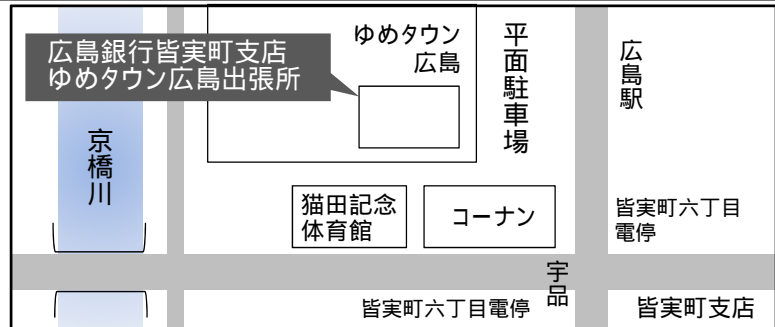 広島銀行皆実町支店
ゆめタウン広島出張所
ゆめタウン
広島
平面駐車場
広島駅
京橋川
猫田記念
体育館
コーナン
皆実町六丁目
電停
宇品
皆実町六丁目電停
皆実町支店